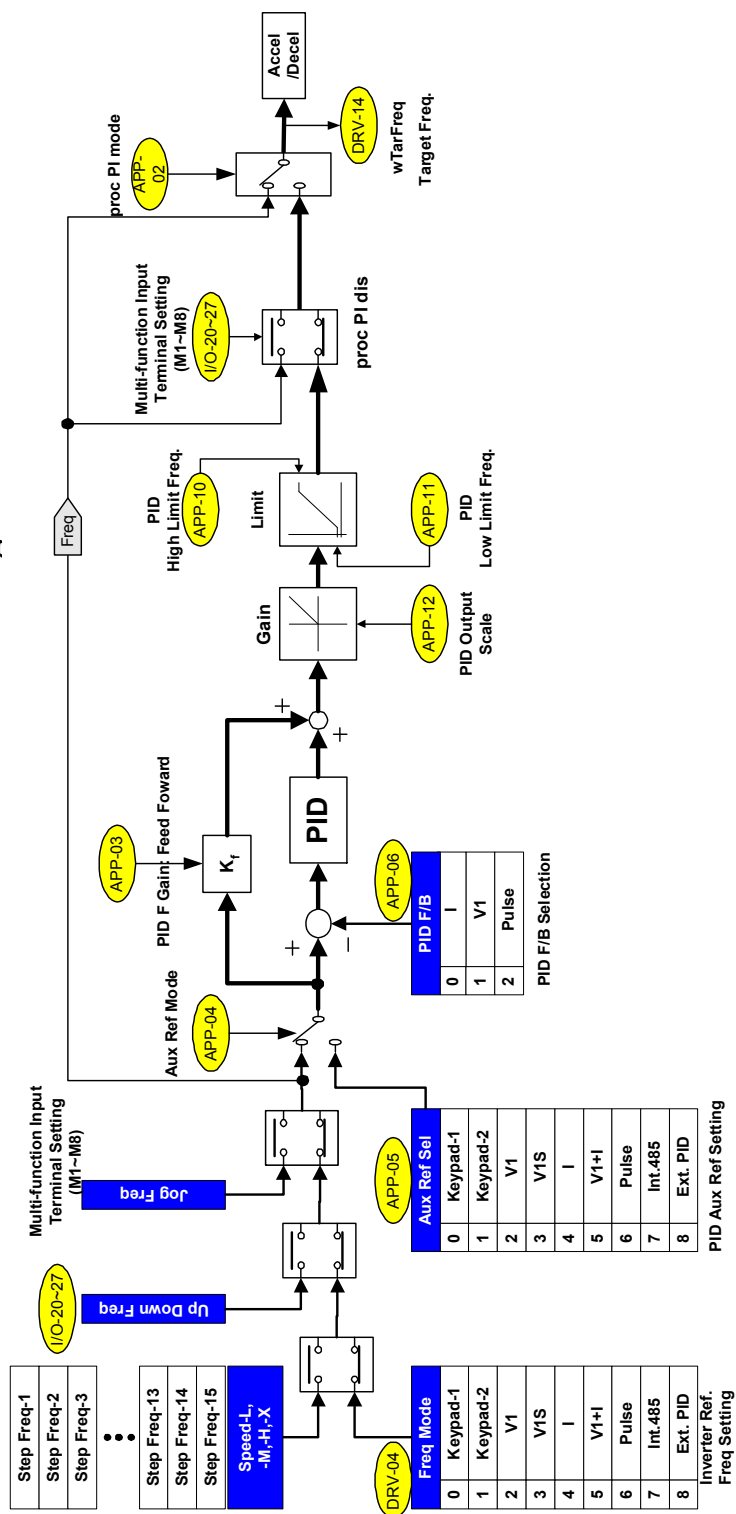 Step Freq-1
Step Freq-2
Step Freq-3
Step Freq-13
Step Freq-14
Step Freq-15
Speed-L,
-M,-H,-X
DRV-04
Freq Mode
0 Keypad-1
1 Keypad-2
2 V1
3 V1S
4 I
5 V1+I
6 Pulse
7 Int.485
8 Ext. PID
Inverter Ref.
Freq Setting
I/O-20~27
Up Down Freq
Multi-function Input
Terminal Setting
(M1~M8)
Jog Freq
APP-05
Aux Ref Sel
0 Keypad-1
1 Keypad-2
2 V1
3 V1S
4 I
5 V1+I
6 Pulse
7 Int.485
8 Ext. PID
PID Aux Ref Setting
Aux Ref Mode
APP-04
APP-03
PID F Gain: Feed Foward
Kf
+
−
PID
+
+
APP-06
PID F/B
0 I
1 V1
2 Pulse
PID F/B Selection
Freq
Gain
APP-12
PID Output
Scale
PID
High Limit Freq.
APP-10
Limit
APP-11
PID
Low Limit Freq.
Multi-function Input
Terminal Setting
(M1~M8)
I/O-20~27
proc PI dis
proc PI mode
APP-
02
Accel
/Decel
DRV-14
wTarFreq
Target Freq.